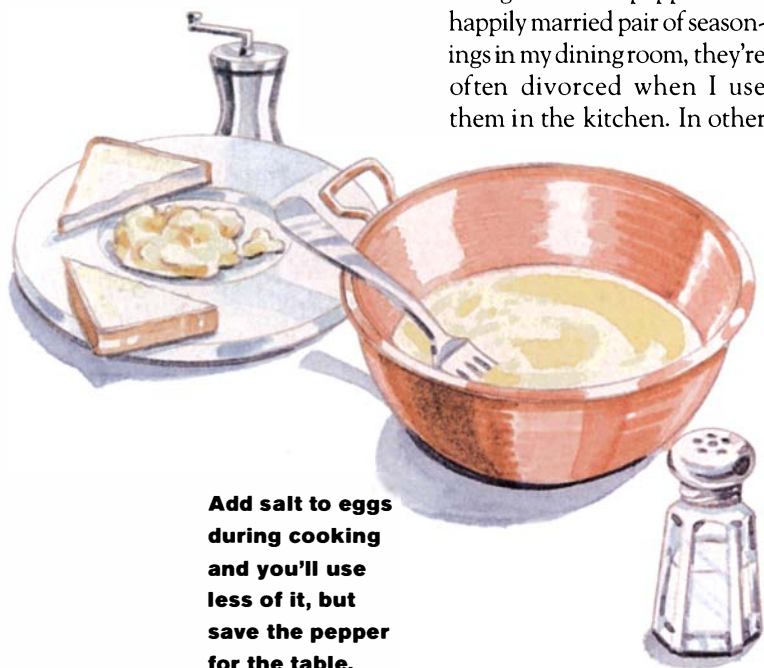 happily married pair of season-
ings in my dining room, they're
often divorced when I use
them in the kitchen. In other
Add salt to eggs
during cooking
and you'll use
less of it, but
save the pepper
for the table.